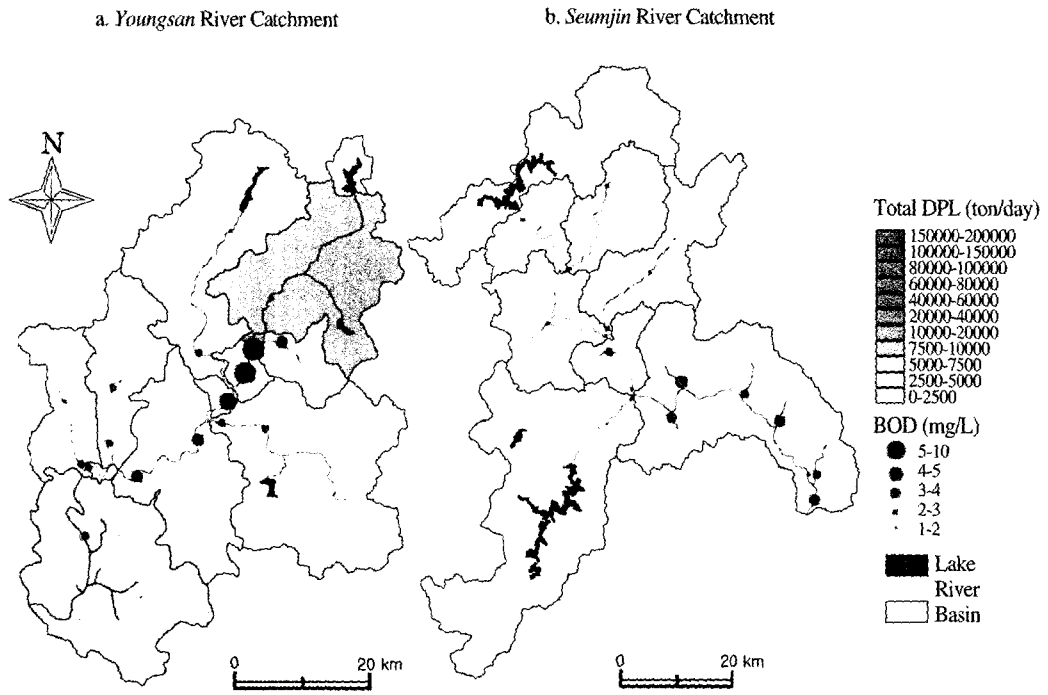 a. Youngsan River Catchment
b. Seumjin River Catchment
N
Total DPL (ton/day)
150000-200000
100000-150000
80000-100000
60000-80000
40000-60000
20000-40000
10000-20000
7500-10000
5000-7500
2500-5000
0-2500
BOD (mg/L)
5-10
4-5
3-4
2-3
1-2
Lake
River
Basin
0 20 km
0 20 km